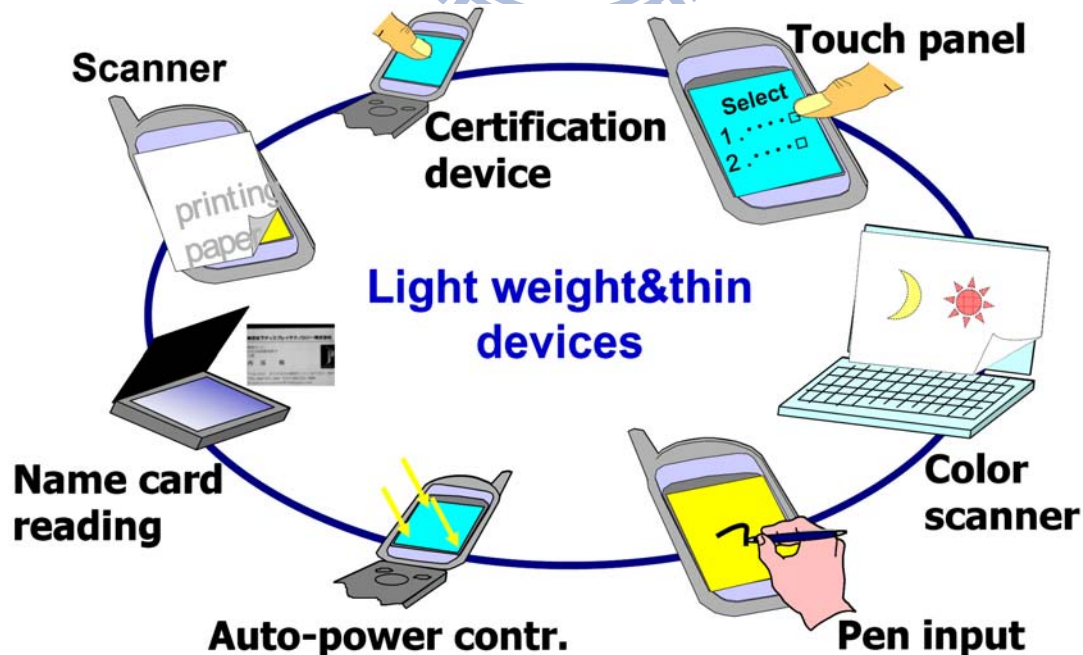 Scanner
Certification
device
Touch panel
Select
1.····□
2.····□
printing
paper
Light weight&thin
devices
Name card
reading
Color
scanner
Auto-power contr.
Pen input